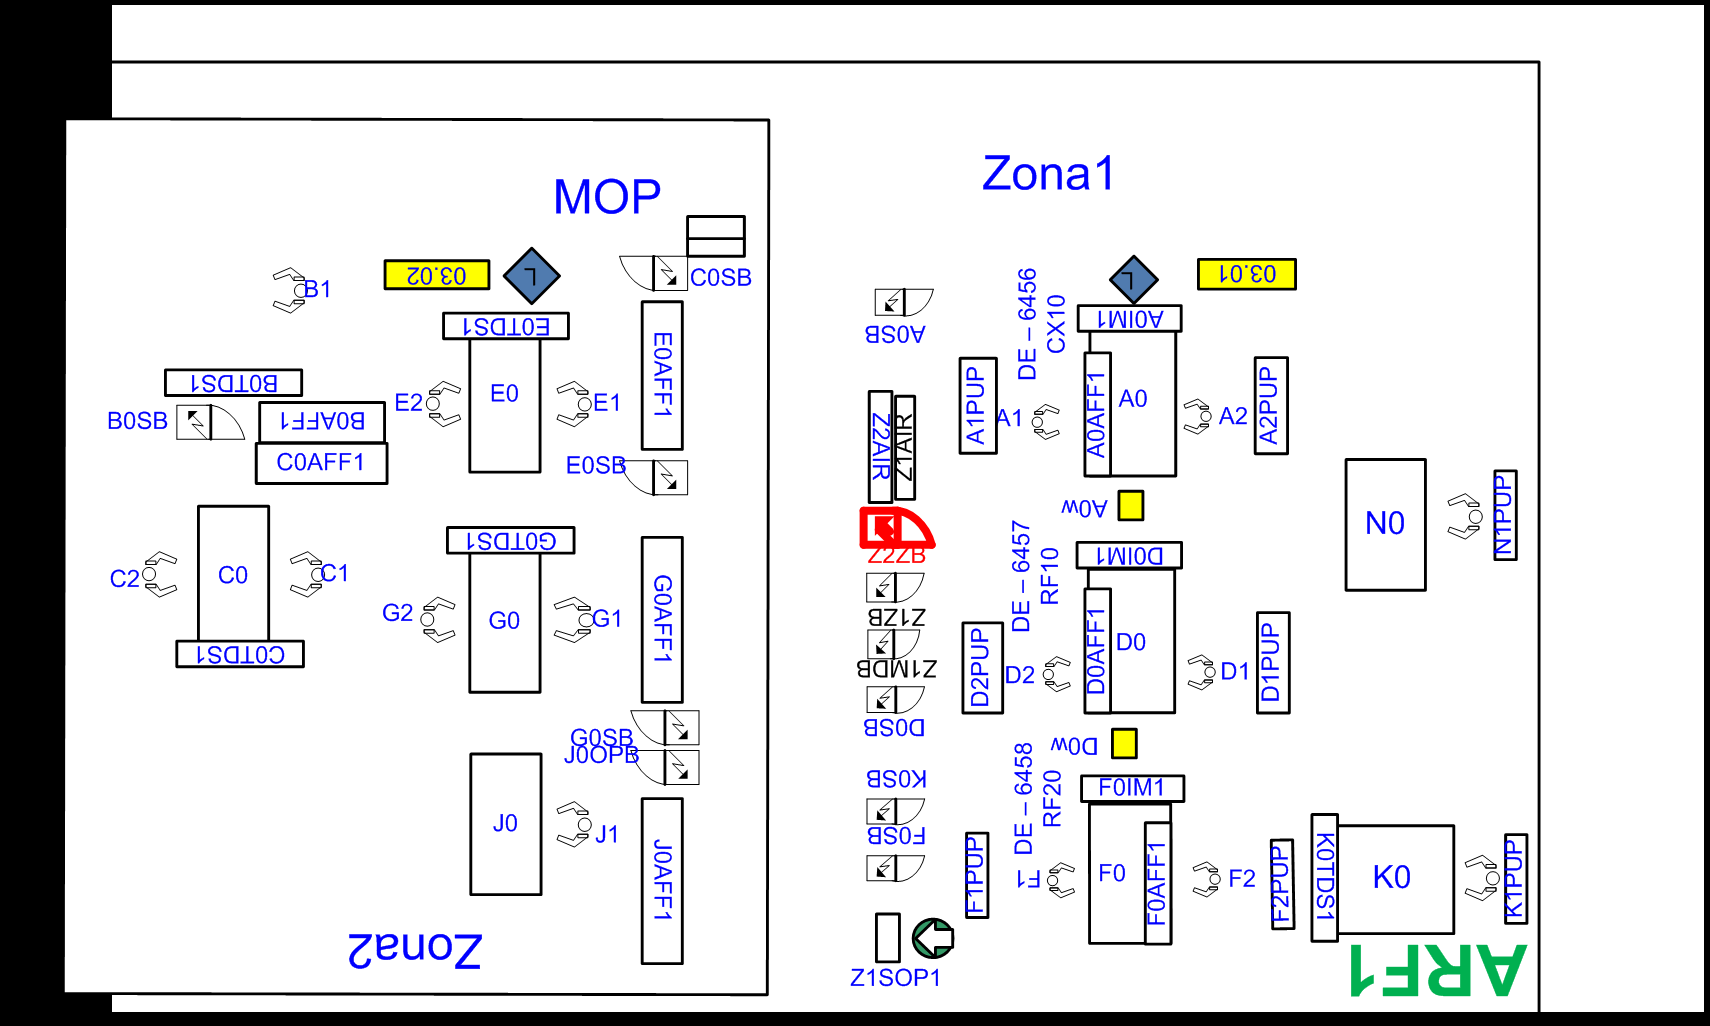 Zona1
MOP
03.02
L
C0SB
B1
E0TDS1
E0AFF1
B0TDS1
B0SB
B0AFF1
C0AFF1
E2
E0
E1
E0SB
G0TDS1
C2
C0
C1
C0TDS1
G2
G0
G1
G0AFF1
G0SB
J0OPB
J0
J1
J0AFF1
Zona2
A0SB
DE – 6456
CX10
L
03.01
A0IM1
A1PUP
A1
A0AFF1
A0
A2
A2PUP
Z2AIR
Z1AIR
A0w
Z2ZB
Z1ZB
Z1MDB
D0SB
DE – 6457
RF10
D0IM1
D2PUP
D2
D0AFF1
D0
D1
D1PUP
D0w
N0
N1PUP
K0SB
F0SB
DE – 6458
RF20
F0IM1
F1PUP
F1
F0
F0AFF1
F2
F2PUP
K0TDS1
K0
K1PUP
Z1SOP1
ARF1